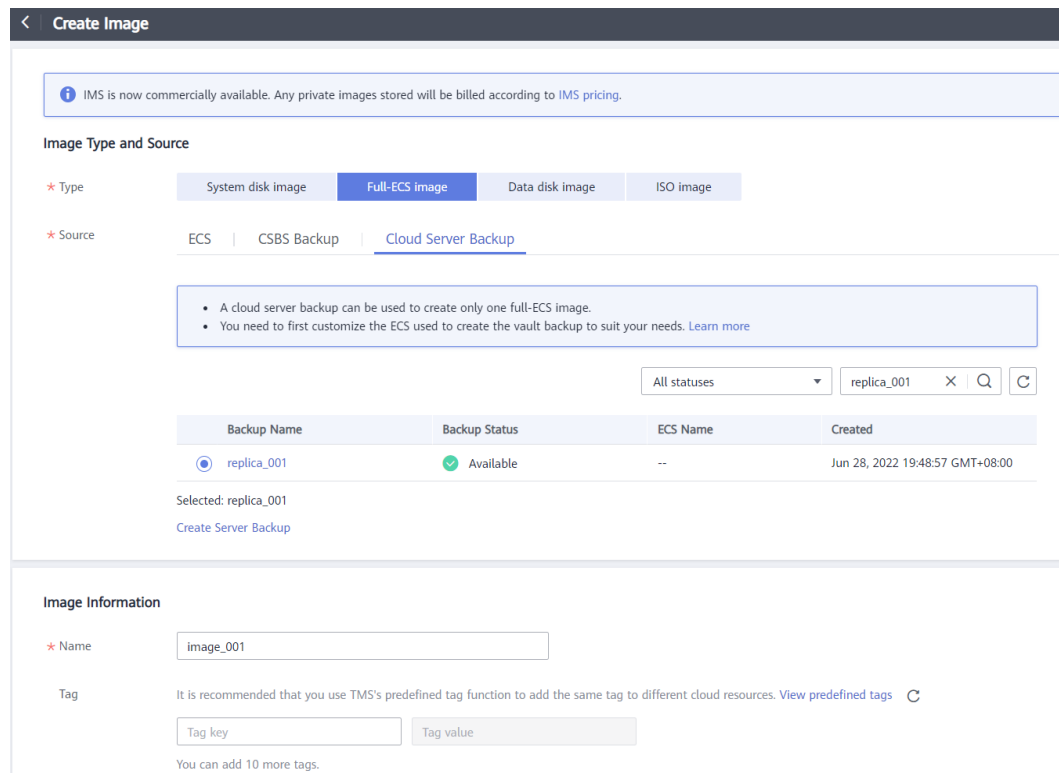 Create Image
IMS is now commercially available. Any private images stored will be billed according to IMS pricing.
Image Type and Source
* Type System disk image Full-ECS image Data disk image ISO image
* Source ECS CSBS Backup Cloud Server Backup
• A cloud server backup can be used to create only one full-ECS image.
• You need to first customize the ECS used to create the vault backup to suit your needs. Learn more
All statuses replica_001
Backup Name Backup Status ECS Name Created
replica_001 Available -- Jun 28, 2022 19:48:57 GMT+08:00
Selected: replica_001
Create Server Backup
Image Information
* Name image_001
Tag It is recommended that you use TMS's predefined tag function to add the same tag to different cloud resources. View predefined tags
Tag key Tag value
You can add 10 more tags.